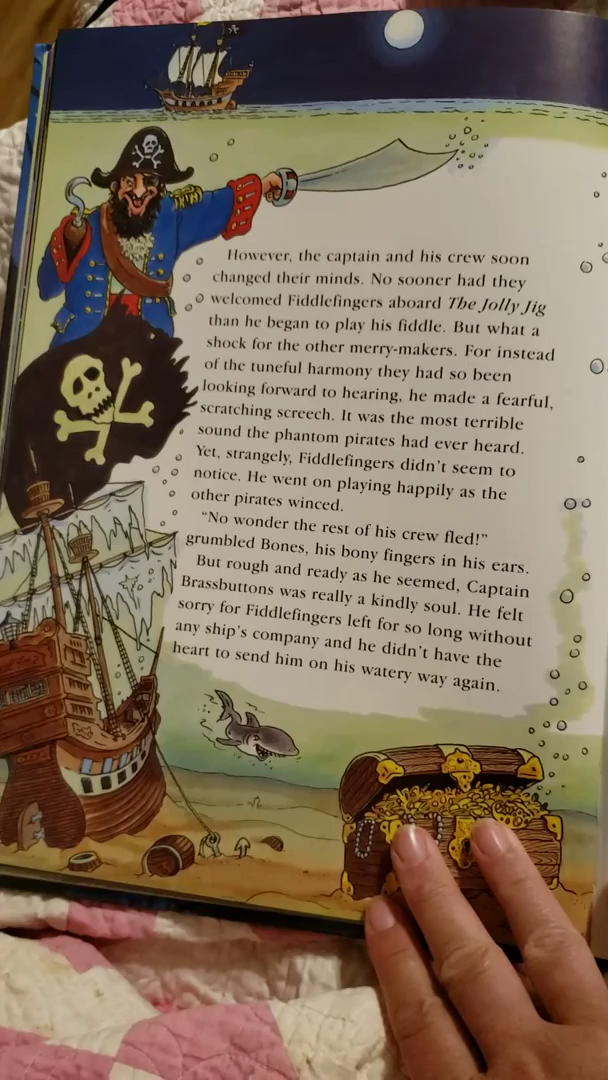 However, the captain and his crew soon
changed their minds. No sooner had they
welcomed Fiddlefingers aboard The Jolly Jig
than he began to play his fiddle. But what a
shock for the other merry-makers. For instead
of the tuneful harmony they had so been
looking forward to hearing, he made a fearful,
scratching screech. It was the most terrible
sound the phantom pirates had ever heard.
Yet, strangely, Fiddlefingers didn't seem to
notice. He went on playing happily as the
other pirates winced.
"No wonder the rest of his crew fled!"
grumbled Bones, his bony fingers in his ears.
But rough and ready as he seemed, Captain
Brassbuttons was really a kindly soul. He felt
sorry for Fiddlefingers left for so long without
any ship's company and he didn't have the
heart to send him on his watery way again.